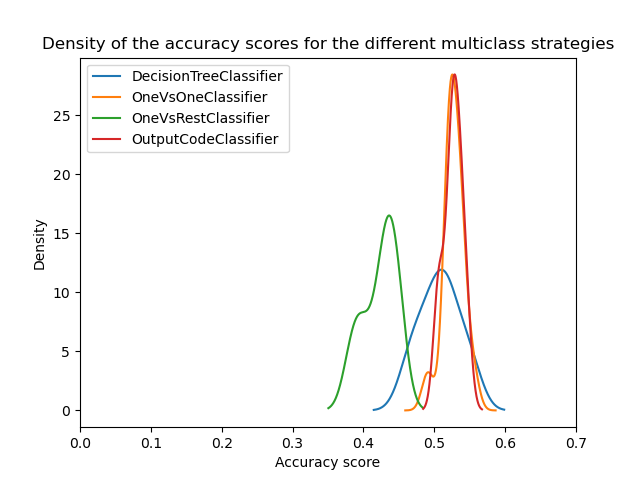 Density of the accuracy scores for the different multiclass strategies
DecisionTreeClassifier
OneVsOneClassifier
OneVsRestClassifier
OutputCodeClassifier
25
20
15
10
5
0
Density
0.0 0.1 0.2 0.3 0.4 0.5 0.6 0.7
Accuracy score